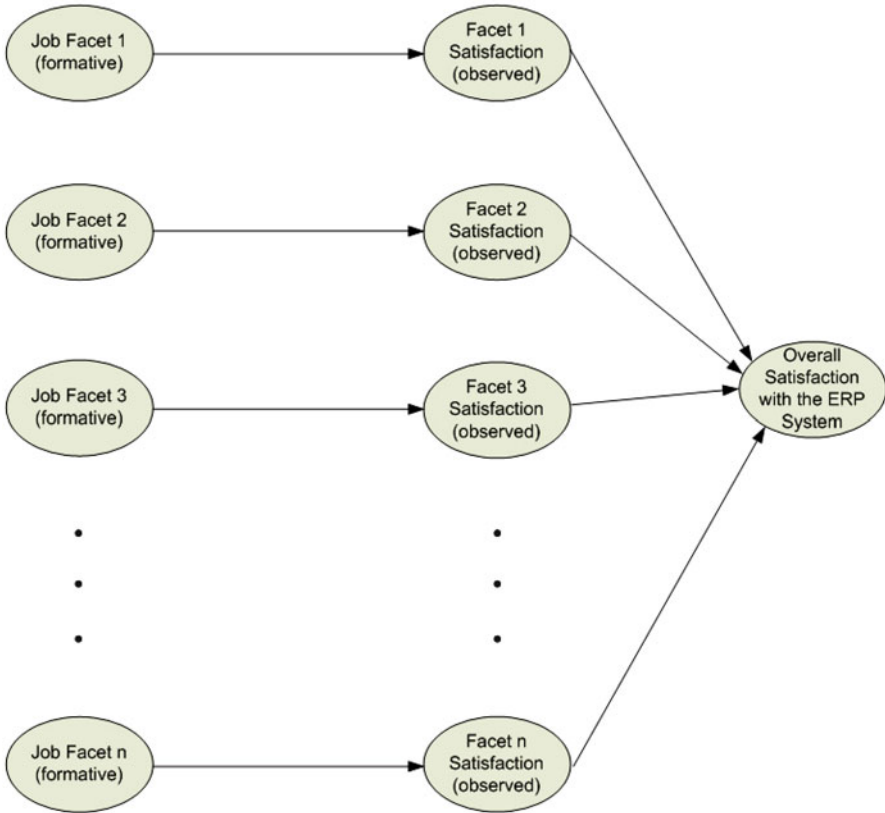 Job Facet 1
(formative)
Facet 1
Satisfaction
(observed)
Job Facet 2
(formative)
Facet 2
Satisfaction
(observed)
Job Facet 3
(formative)
Facet 3
Satisfaction
(observed)
Overall
Satisfaction
with the ERP
System
Job Facet n
(formative)
Facet n
Satisfaction
(observed)